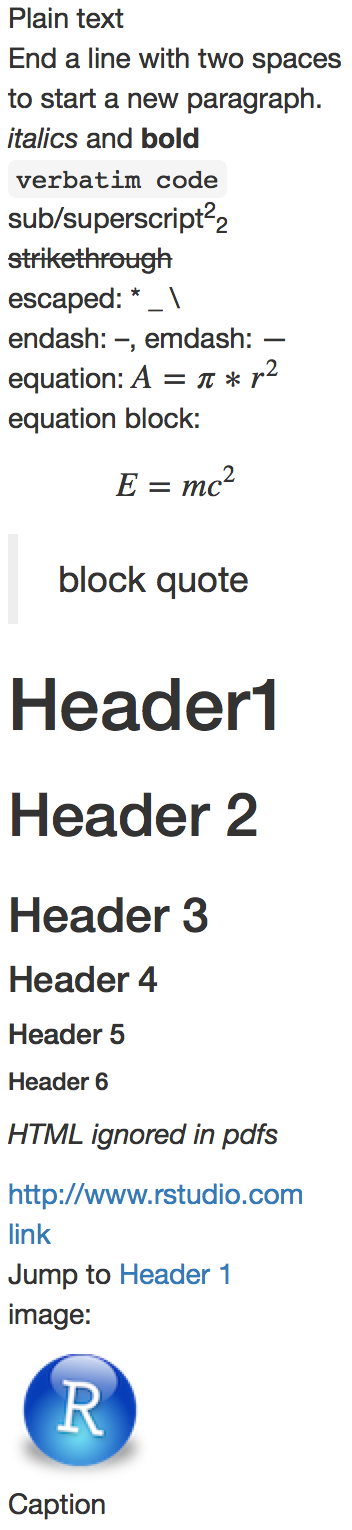 Plain text
End a line with two spaces
to start a new paragraph.
italics and bold
verbatim code
sub/superscript²₂
strikethrough
escaped: * _ \
endash: –, emdash: —
equation: A = π ∗ r²
equation block:
E = mc²
block quote
Header1
Header 2
Header 3
Header 4
Header 5
Header 6
HTML ignored in pdfs
http://www.rstudio.com
link
Jump to Header 1
image:
R
Caption